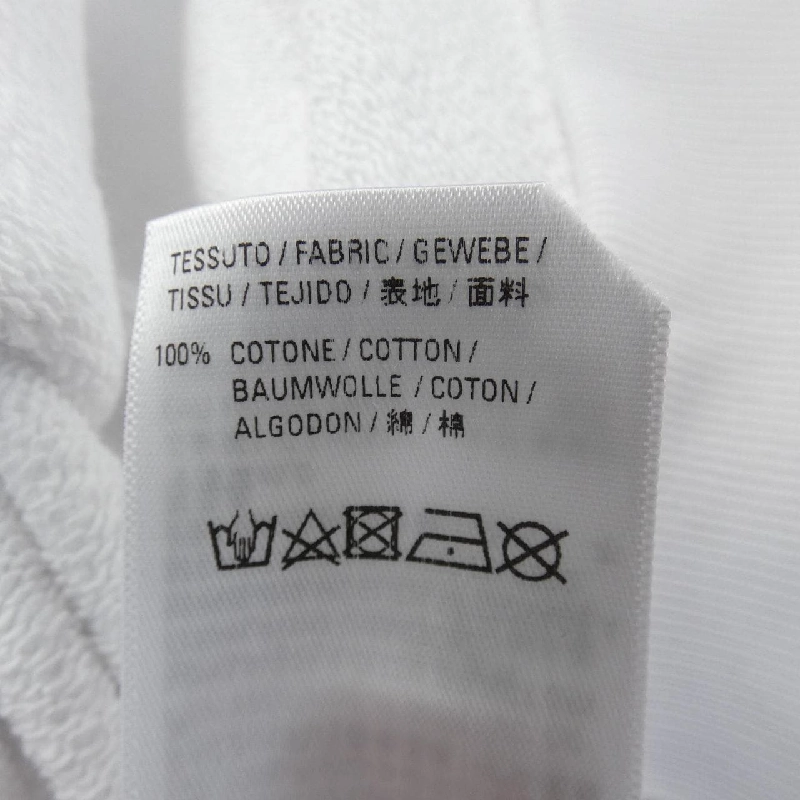 TESSUTO / FABRIC / GEWEBE /
TISSU / TEJIDO / 表地 / 面料
100% COTONE / COTTON /
BAUMWOLLE / COTON /
ALGODON / 綿 / 棉